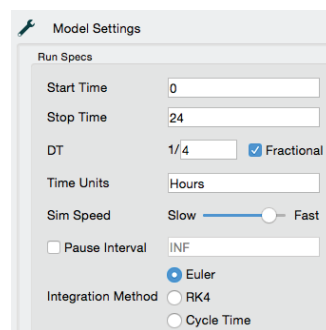 Model Settings
Run Specs
Start Time 0
Stop Time 24
DT 1/ 4 Fractional
Time Units Hours
Sim Speed Slow Fast
Pause Interval INF
Euler
Integration Method RK4
Cycle Time